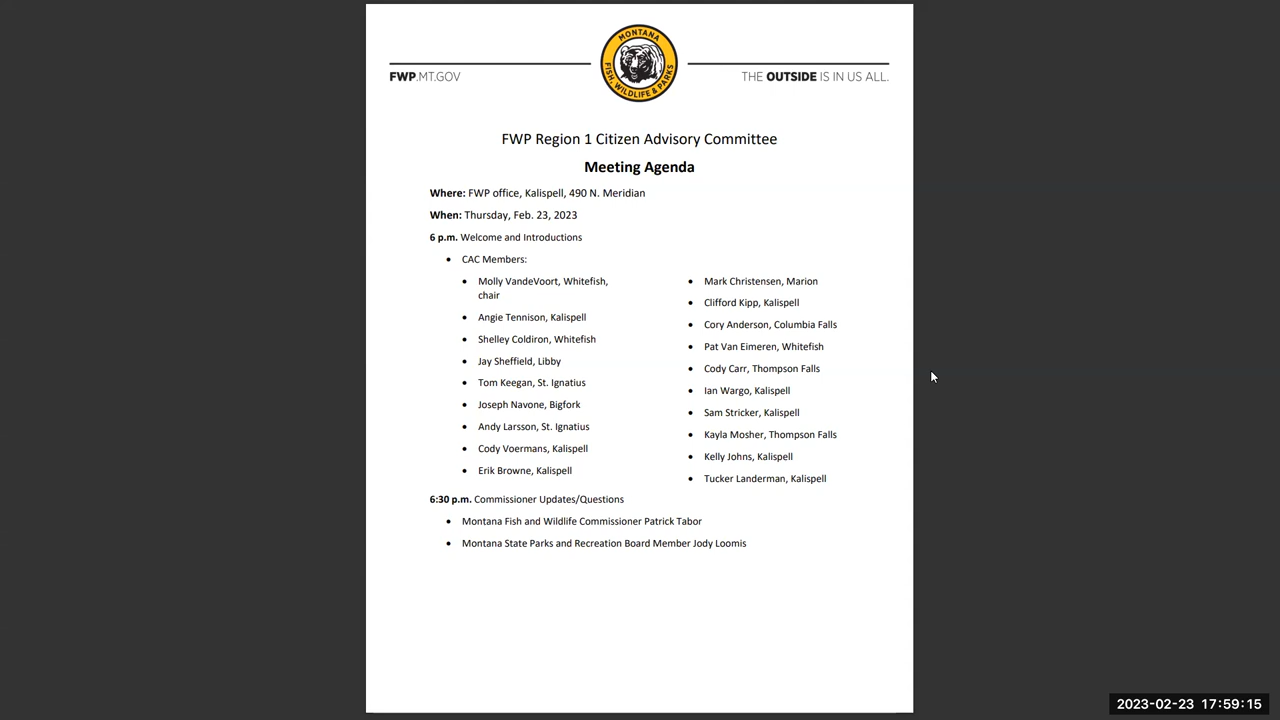 MONTANA
FISH, WILDLIFE & PARKS
FWP.MT.GOV
THE OUTSIDE IS IN US ALL.
FWP Region 1 Citizen Advisory Committee
Meeting Agenda
Where: FWP office, Kalispell, 490 N. Meridian
When: Thursday, Feb. 23, 2023
6 p.m. Welcome and Introductions
• CAC Members:
• Molly VandeVoort, Whitefish,
chair
• Angie Tennison, Kalispell
• Shelley Coldiron, Whitefish
• Jay Sheffield, Libby
• Tom Keegan, St. Ignatius
• Joseph Navone, Bigfork
• Andy Larsson, St. Ignatius
• Cody Voermans, Kalispell
• Erik Browne, Kalispell
• Mark Christensen, Marion
• Clifford Kipp, Kalispell
• Cory Anderson, Columbia Falls
• Pat Van Eimeren, Whitefish
• Cody Carr, Thompson Falls
• Ian Wargo, Kalispell
• Sam Stricker, Kalispell
• Kayla Mosher, Thompson Falls
• Kelly Johns, Kalispell
• Tucker Landerman, Kalispell
6:30 p.m. Commissioner Updates/Questions
• Montana Fish and Wildlife Commissioner Patrick Tabor
• Montana State Parks and Recreation Board Member Jody Loomis
2023-02-23 17:59:15